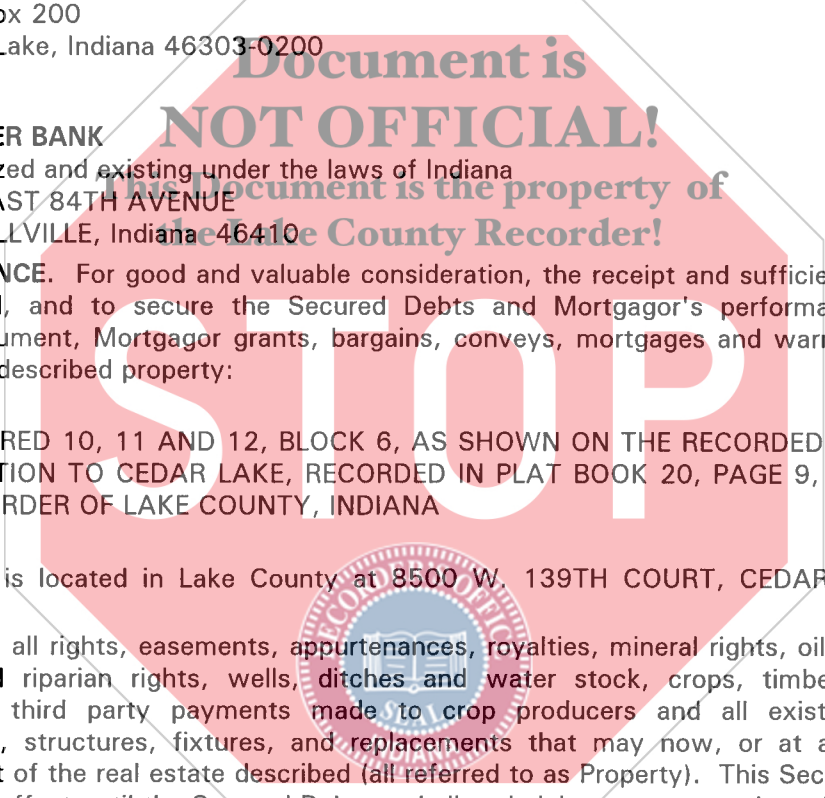 ox 200
Lake, Indiana 46303-0200
Document is
NOT OFFICIAL!
ER BANK
zed and existing under the laws of Indiana
This Document is the property of
AST 84TH AVENUE
LLVILLE, Indiana 46410
the Lake County Recorder!
NCE. For good and valuable consideration, the receipt and sufficie
, and to secure the Secured Debts and Mortgagor's performa
ument, Mortgagor grants, bargains, conveys, mortgages and warr
described property:
STOP
RED 10, 11 AND 12, BLOCK 6, AS SHOWN ON THE RECORDED
TION TO CEDAR LAKE, RECORDED IN PLAT BOOK 20, PAGE 9,
RDER OF LAKE COUNTY, INDIANA
is located in Lake County at 8500 W. 139TH COURT, CEDAR
all rights, easements, appurtenances, royalties, mineral rights, oil
riparian rights, wells, ditches and water stock, crops, timbe
third party payments made to crop producers and all exist
, structures, fixtures, and replacements that may now, or at a
t of the real estate described (all referred to as Property). This Sec
SEAL
INDIANA